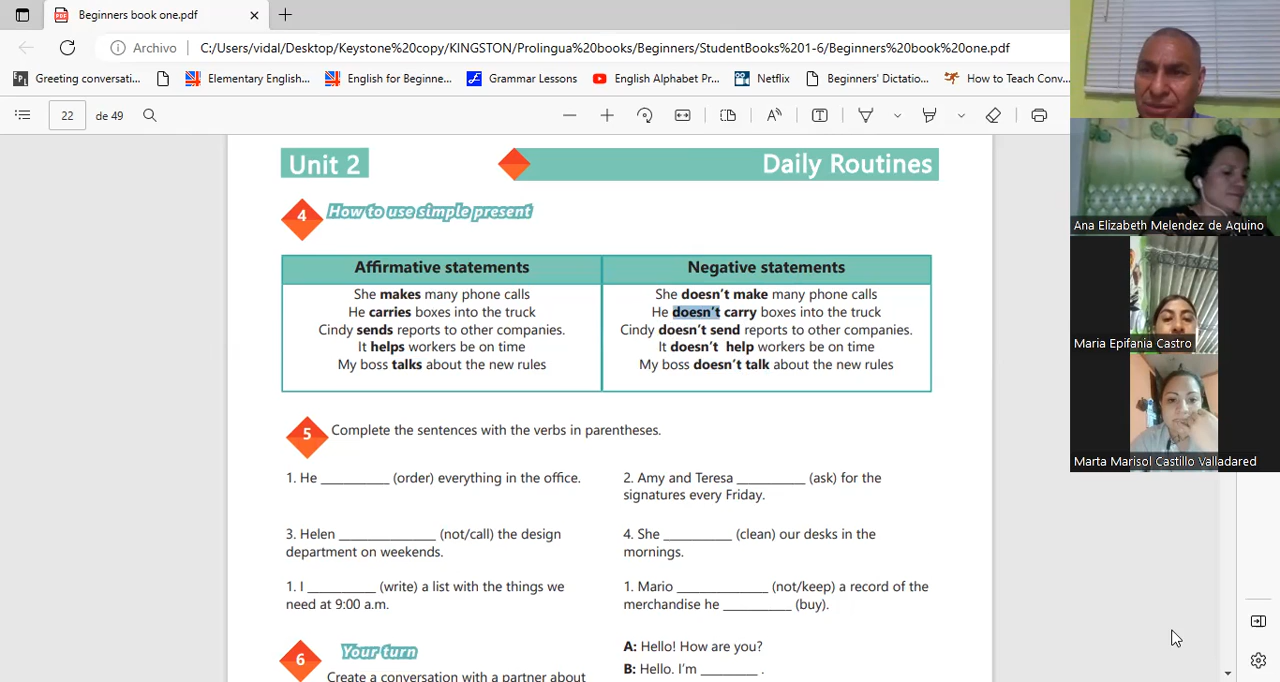 Beginners book one.pdf
Archivo
C:/Users/vidal/Desktop/Keystone%20copy/KINGSTON/Prolingua%20books/Beginners/StudentBooks%201-6/Beginners%20book%20one.pdf
Greeting conversati...
Elementary English...
English for Beginne...
Grammar Lessons
English Alphabet Pr...
Netflix
Beginners' Dictatio...
How to Teach Conv...
22 de 49
Unit 2
Daily Routines
4 How to use simple present
Affirmative statements
She makes many phone calls
He carries boxes into the truck
Cindy sends reports to other companies.
It helps workers be on time
My boss talks about the new rules
Negative statements
She doesn't make many phone calls
He doesn't carry boxes into the truck
Cindy doesn't send reports to other companies.
It doesn't help workers be on time
My boss doesn't talk about the new rules
5 Complete the sentences with the verbs in parentheses.
1. He _________ (order) everything in the office.
2. Amy and Teresa _________ (ask) for the
signatures every Friday.
3. Helen _____________ (not/call) the design
department on weekends.
4. She _________ (clean) our desks in the
mornings.
1. I _________ (write) a list with the things we
need at 9:00 a.m.
1. Mario ____________ (not/keep) a record of the
merchandise he _________ (buy).
6 Your turn
Create a conversation with a partner about
A: Hello! How are you?
B: Hello. I'm ________ .
Ana Elizabeth Melendez de Aquino
Maria Epifania Castro
Marta Marisol Castillo Valladared